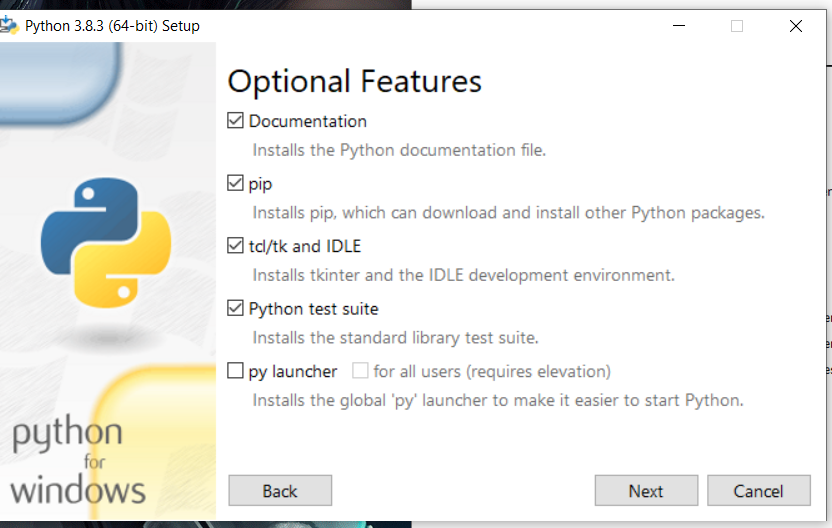 Python 3.8.3 (64-bit) Setup
Optional Features
Documentation
Installs the Python documentation file.
pip
Installs pip, which can download and install other Python packages.
tcl/tk and IDLE
Installs tkinter and the IDLE development environment.
Python test suite
Installs the standard library test suite.
py launcher for all users (requires elevation)
Installs the global 'py' launcher to make it easier to start Python.
python
for
windows
Back Next Cancel